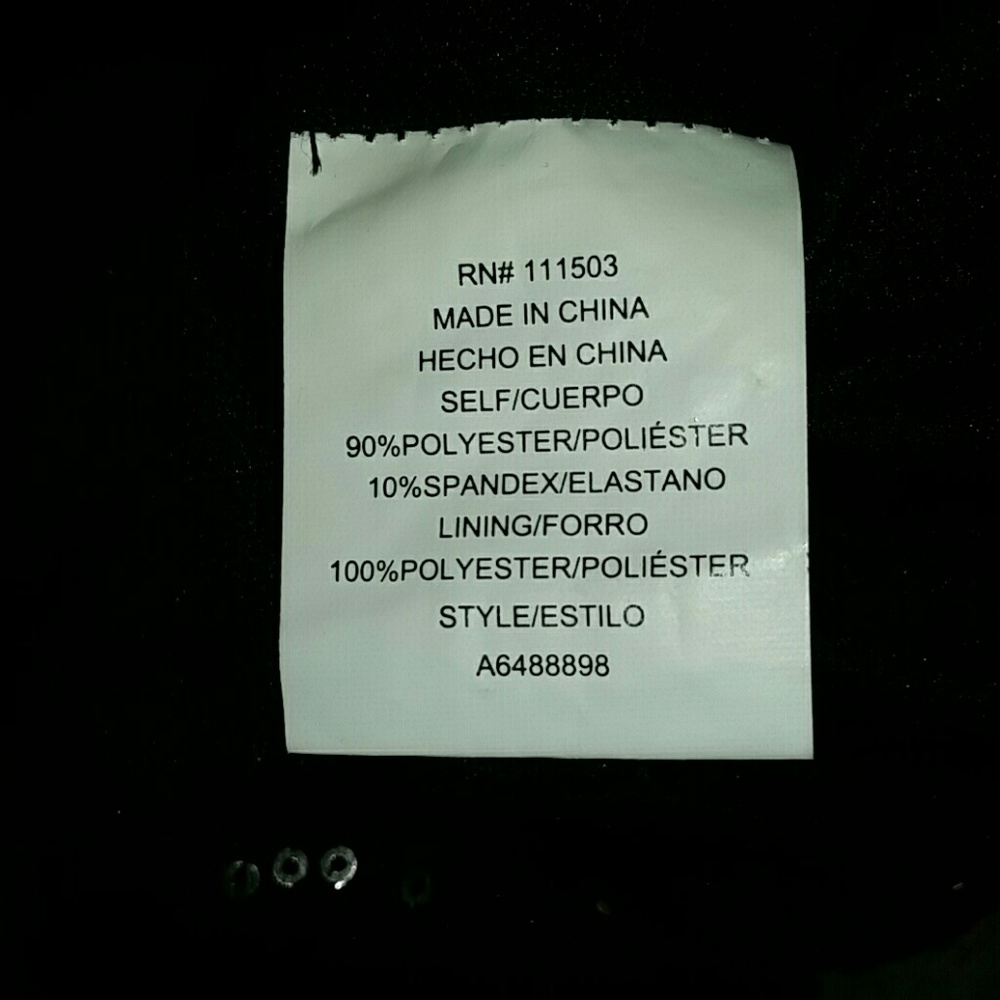 RN# 111503
MADE IN CHINA
HECHO EN CHINA
SELF/CUERPO
90%POLYESTER/POLIÉSTER
10%SPANDEX/ELASTANO
LINING/FORRO
100%POLYESTER/POLIÉSTER
STYLE/ESTILO
A6488898